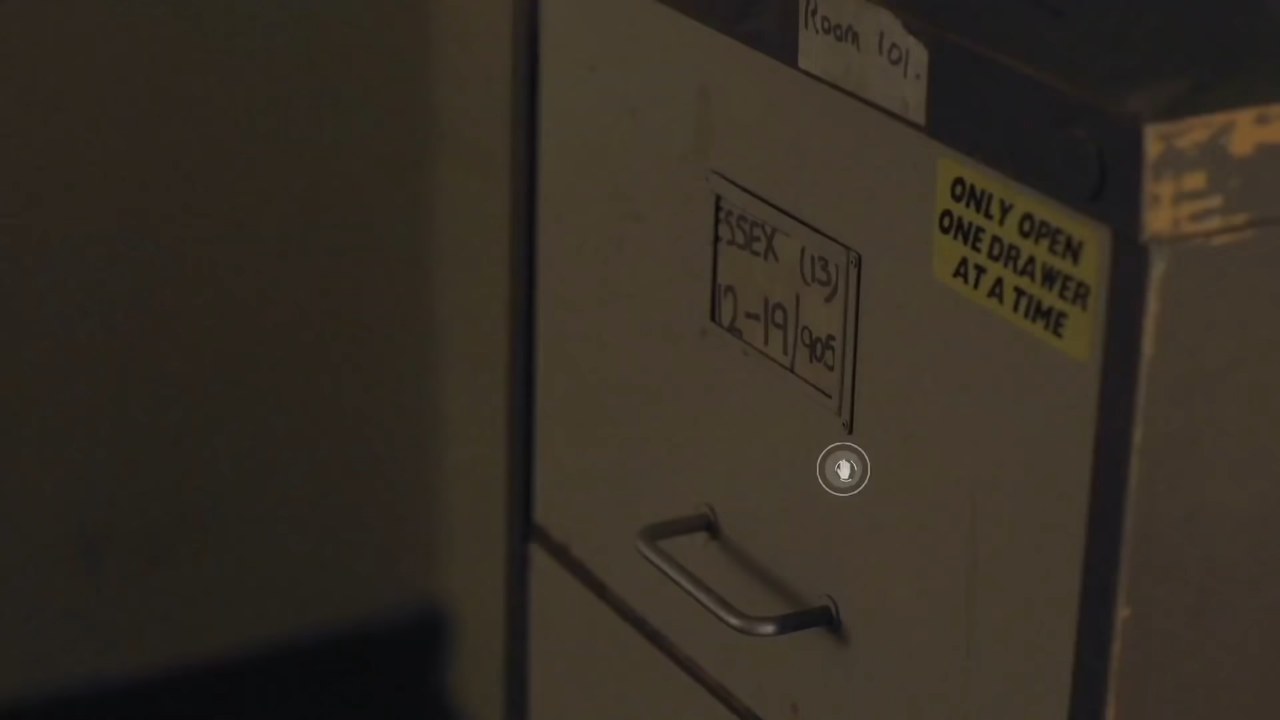 Room 101.
ESSEX (13)
12-19/905
ONLY OPEN
ONE DRAWER
AT A TIME